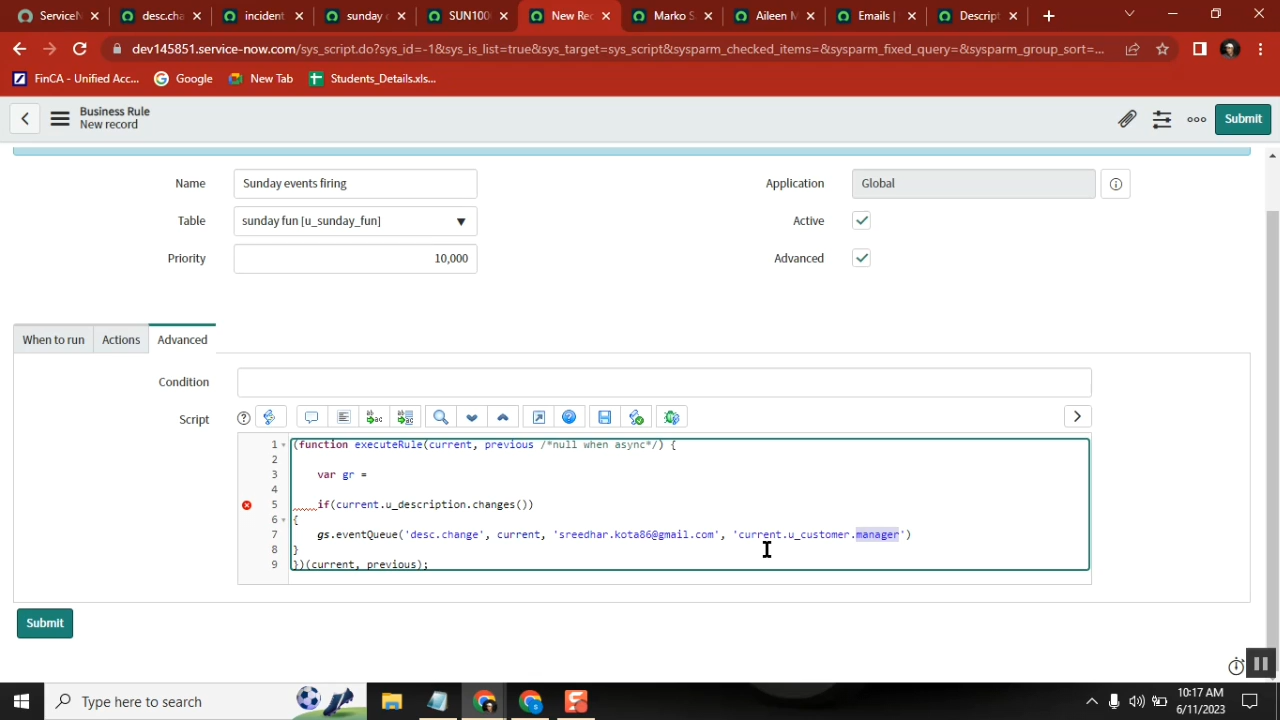 ServiceN
desc.cha
incident
sunday c
SUN100
New Rec
Marko S
Aileen M
Emails |
Descript
dev145851.service-now.com/sys_script.do?sys_id=-1&sys_is_list=true&sys_target=sys_script&sysparm_checked_items=&sysparm_fixed_query=&sysparm_group_sort=...
FinCA - Unified Acc...
Google
New Tab
Students_Details.xls...
Business Rule
New record
Submit
Name
Sunday events firing
Application
Global
Table
sunday fun [u_sunday_fun]
Active
Priority
10,000
Advanced
When to run
Actions
Advanced
Condition
Script
1 (function executeRule(current, previous /*null when async*/) {
2
3 var gr =
4
5 if(current.u_description.changes())
6 {
7 gs.eventQueue('desc.change', current, 'sreedhar.kota86@gmail.com', 'current.u_customer.manager')
8 }
9 })(current, previous);
Submit
Type here to search
10:17 AM
6/11/2023